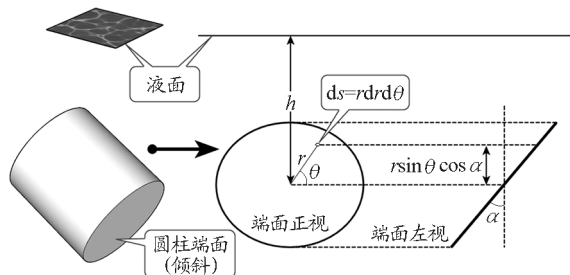 液面
h
ds=rdrdθ
r
θ
rsinθcosα
端面正视
端面左视
α
圆柱端面
(倾斜)